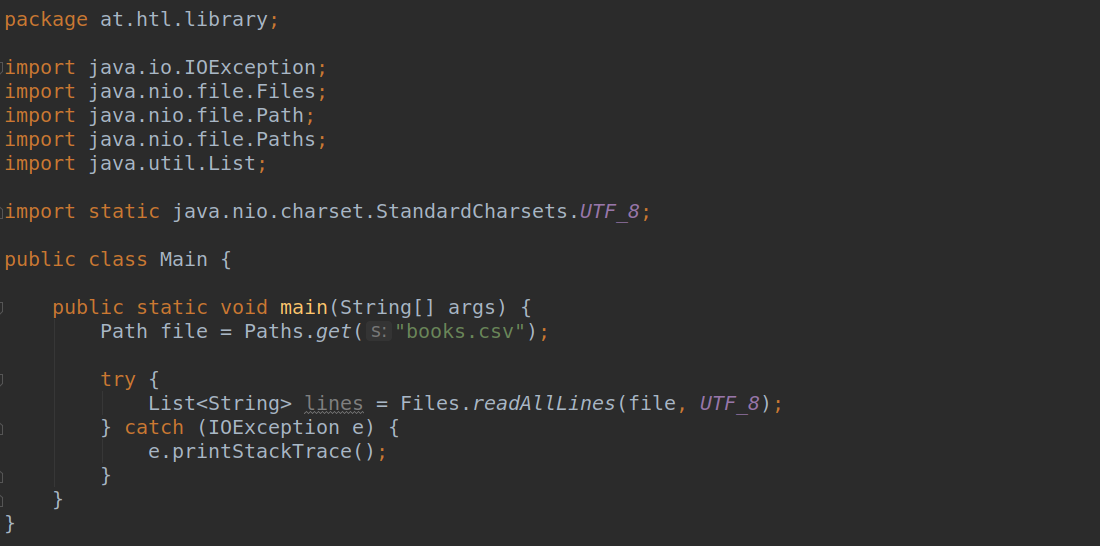 package at.htl.library;
import java.io.IOException;
import java.nio.file.Files;
import java.nio.file.Path;
import java.nio.file.Paths;
import java.util.List;
import static java.nio.charset.StandardCharsets.UTF_8;
public class Main {
    public static void main(String[] args) {
        Path file = Paths.get( s: "books.csv");
        try {
            List<String> lines = Files.readAllLines(file, UTF_8);
        } catch (IOException e) {
            e.printStackTrace();
        }
    }
}